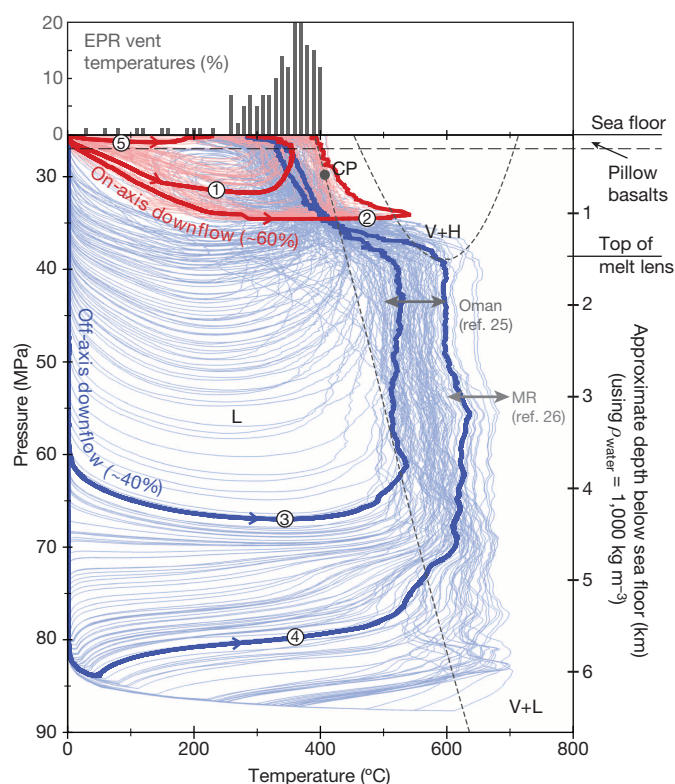 20
EPR vent
temperatures (%)
10
0
Sea floor
5
CP
Pillow
basalts
30
1
On-axis downflow (~60%)
2
1
V+H
Top of
melt lens
40
Oman
(ref. 25)
2
50
MR
(ref. 26)
3
L
Pressure (MPa)
Approximate depth below sea floor (km)
(using ρwater = 1,000 kg m−3)
Off-axis downflow (~40%)
60
4
3
70
5
4
80
6
V+L
90
0
200
400
600
800
Temperature (ºC)